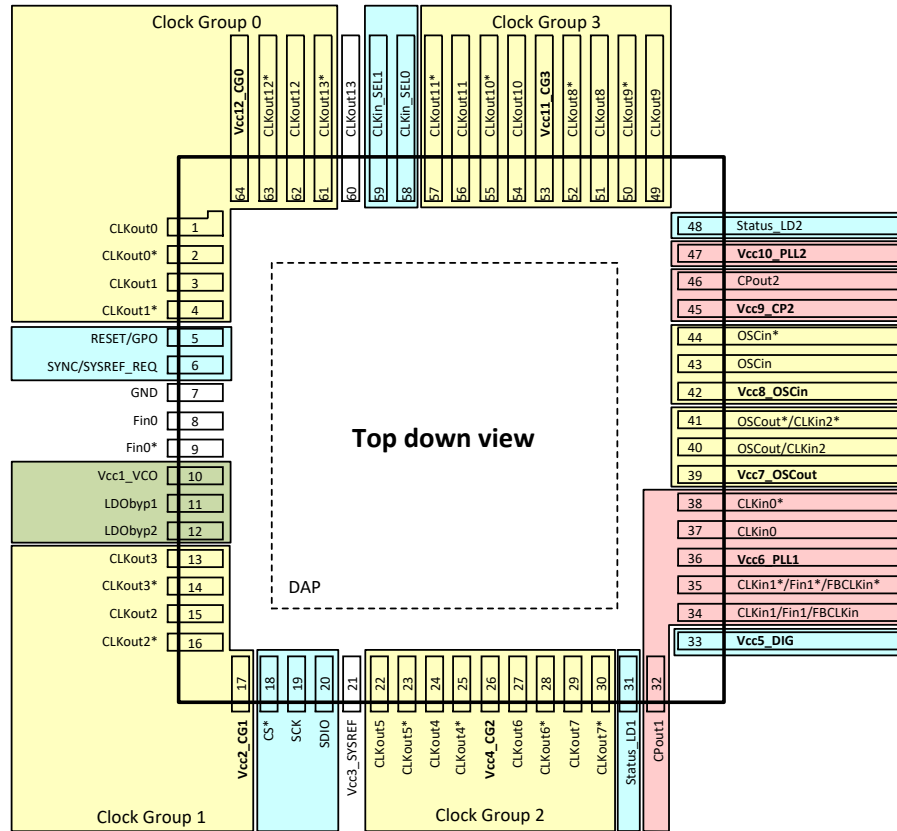 Clock Group 0
Clock Group 3
Vcc12_CG0
CLKout12*
CLKout12
CLKout13*
CLKout13
CLKin_SEL1
CLKin_SEL0
CLKout11*
CLKout11
CLKout10*
CLKout10
Vcc11_CG3
CLKout8*
CLKout8
CLKout9*
CLKout9
64
63
62
61
60
59
58
57
56
55
54
53
52
51
50
49
CLKout0 1
CLKout0* 2
CLKout1 3
CLKout1* 4
RESET/GPO 5
SYNC/SYSREF_REQ 6
GND 7
Fin0 8
Fin0* 9
Vcc1_VCO 10
LDObyp1 11
LDObyp2 12
CLKout3 13
CLKout3* 14
CLKout2 15
CLKout2* 16
Top down view
DAP
48 Status_LD2
47 Vcc10_PLL2
46 CPout2
45 Vcc9_CP2
44 OSCin*
43 OSCin
42 Vcc8_OSCin
41 OSCout*/CLKin2*
40 OSCout/CLKin2
39 Vcc7_OSCout
38 CLKin0*
37 CLKin0
36 Vcc6_PLL1
35 CLKin1*/Fin1*/FBCLKin*
34 CLKin1/Fin1/FBCLKin
33 Vcc5_DIG
17
18
19
20
21
22
23
24
25
26
27
28
29
30
31
32
Vcc2_CG1
CS*
SCK
SDIO
Vcc3_SYSREF
CLKout5
CLKout5*
CLKout4
CLKout4*
Vcc4_CG2
CLKout6
CLKout6*
CLKout7
CLKout7*
Status_LD1
CPout1
Clock Group 1
Clock Group 2